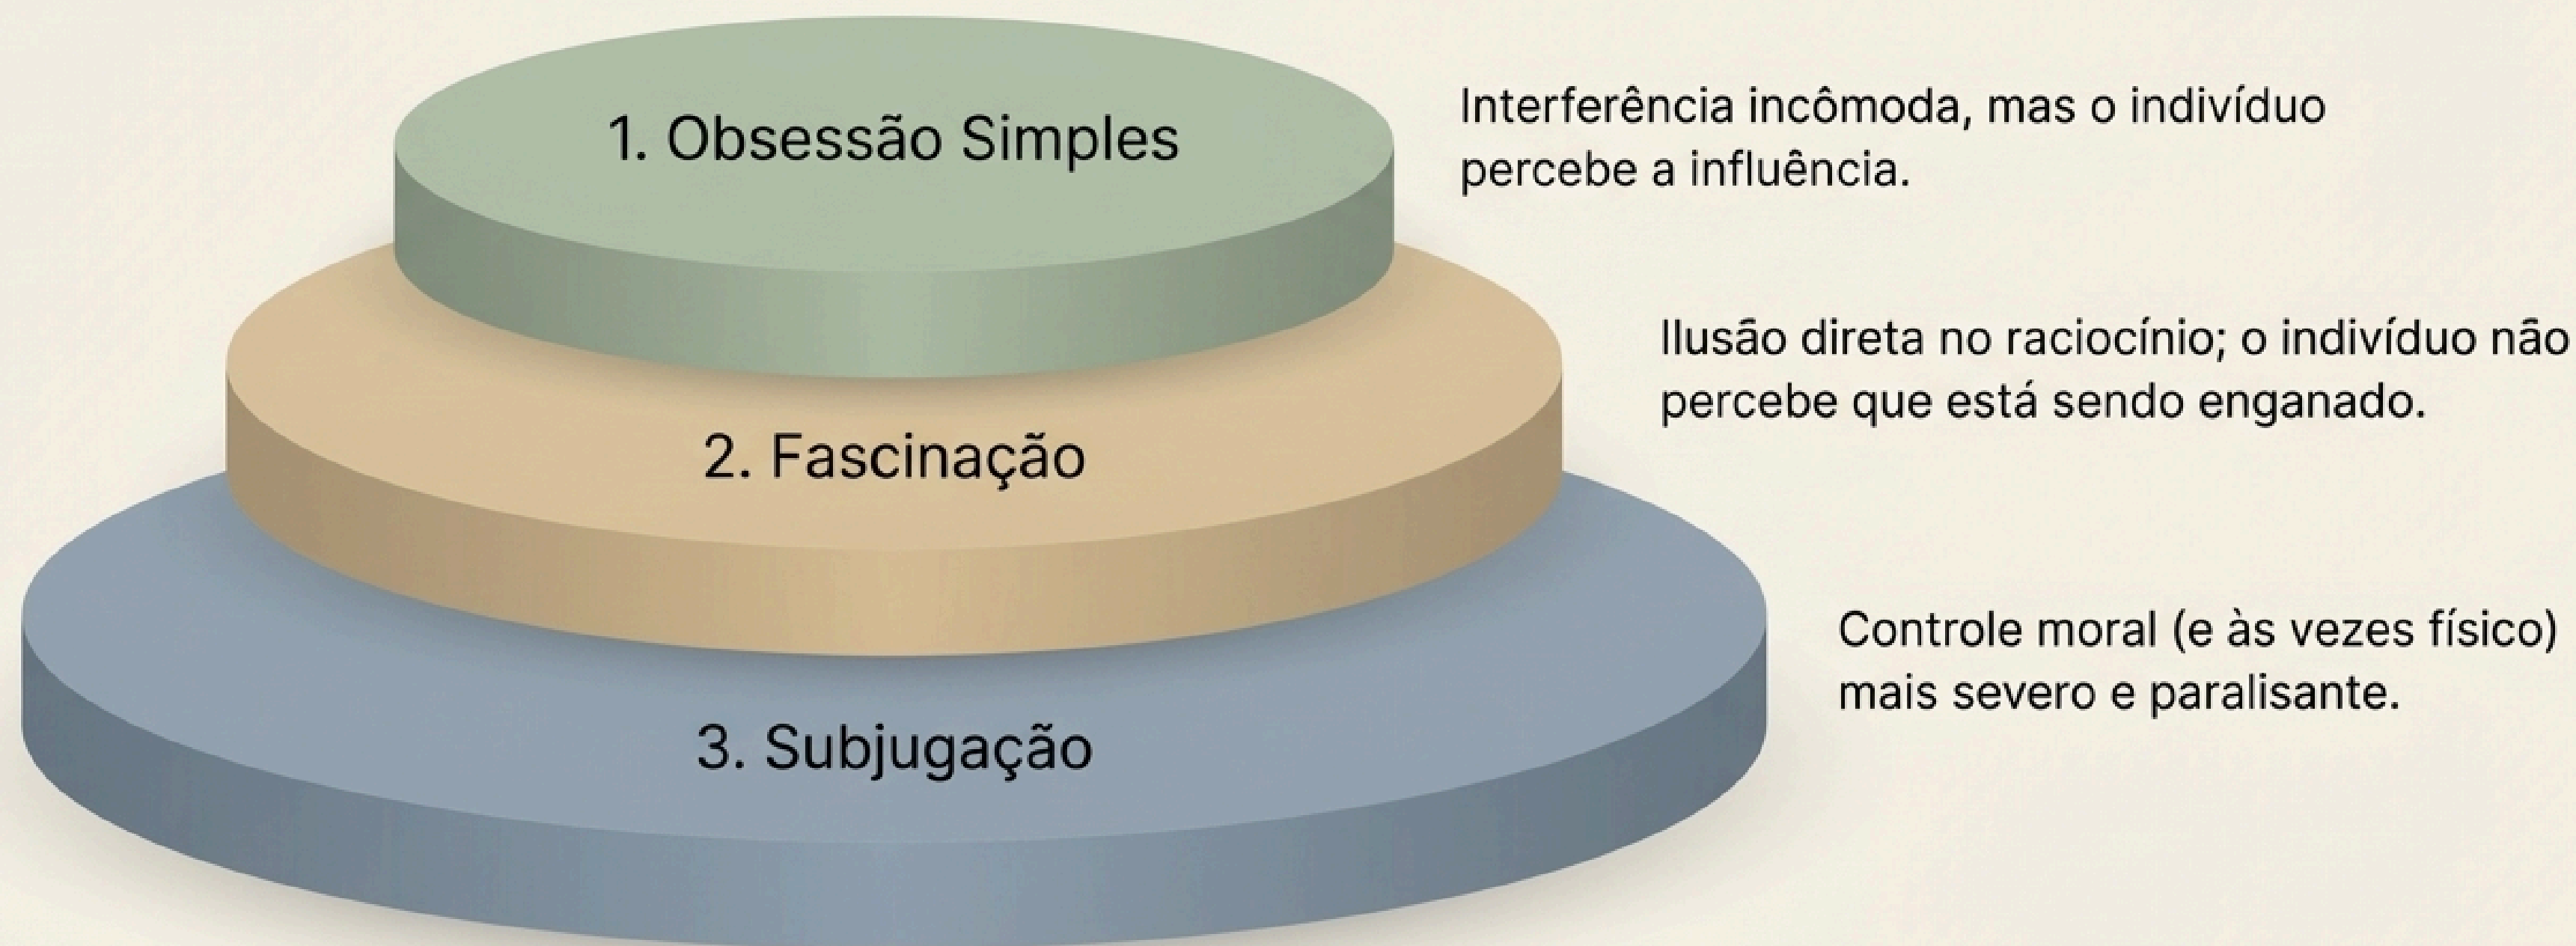 1. Obsessão Simples
Interferência incômoda, mas o indivíduo
percebe a influência.
2. Fascinação
Ilusão direta no raciocínio; o indivíduo não
percebe que está sendo enganado.
3. Subjugação
Controle moral (e às vezes físico)
mais severo e paralisante.